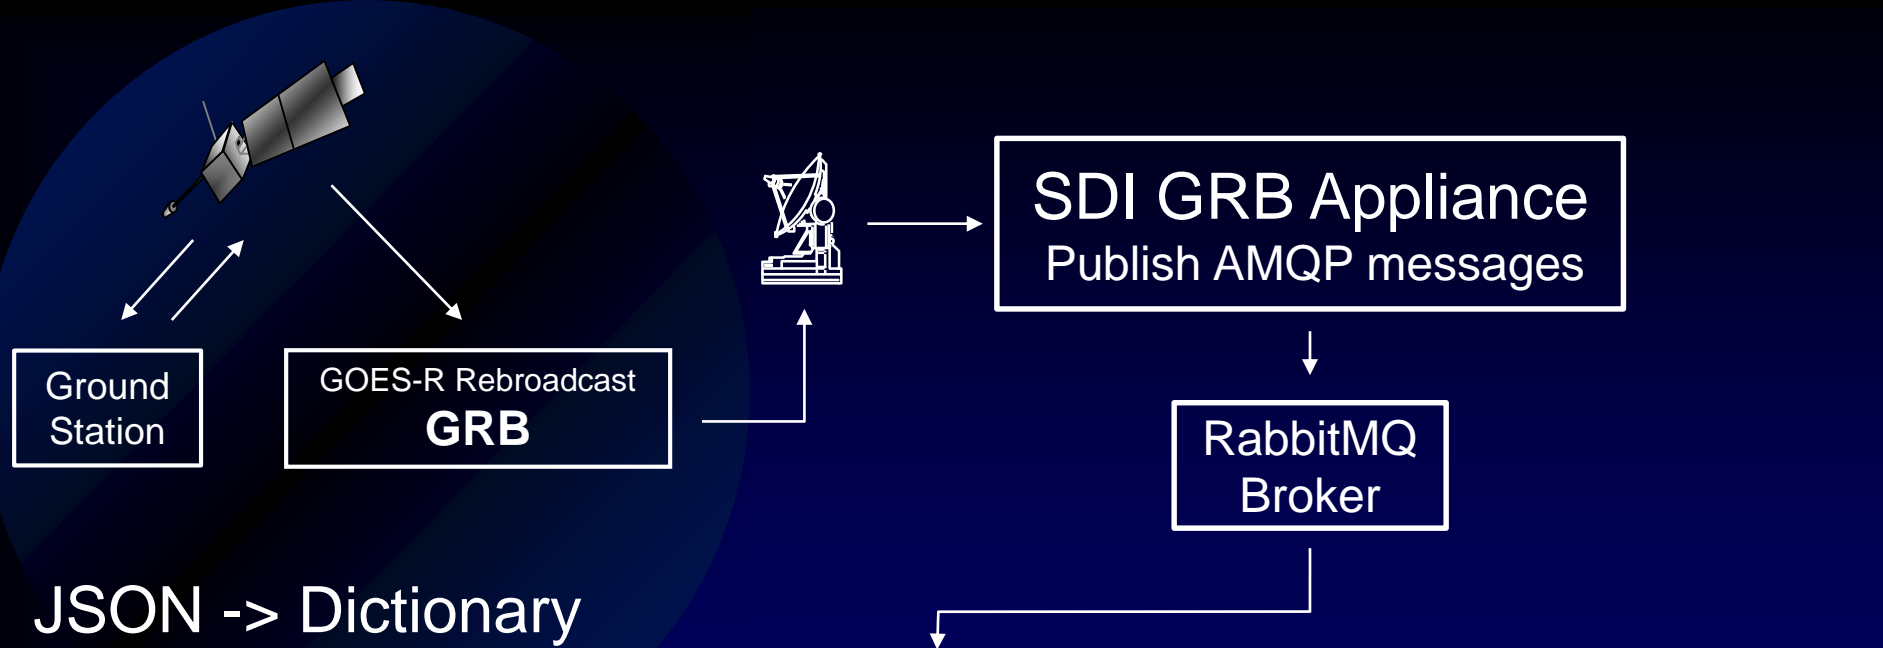 SDI GRB Appliance
Publish AMQP messages
Ground
Station
GOES-R Rebroadcast
GRB
RabbitMQ
Broker
JSON -> Dictionary